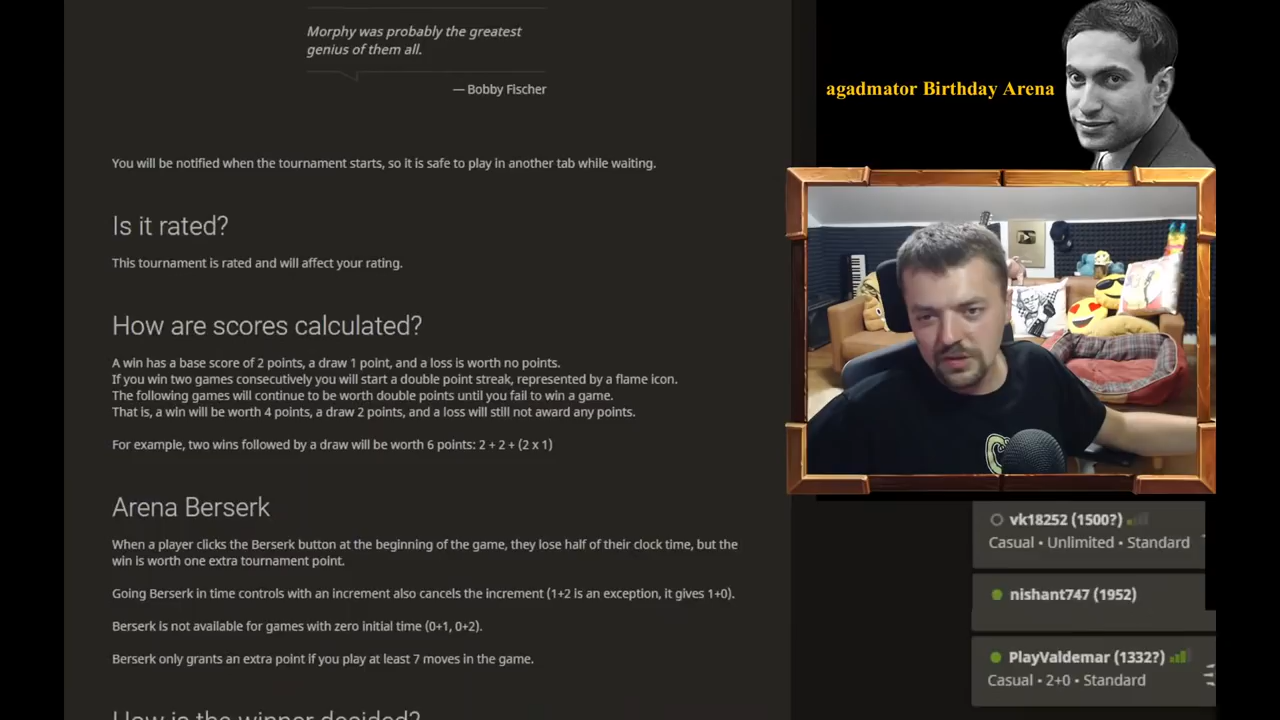 Morphy was probably the greatest
genius of them all.
— Bobby Fischer
You will be notified when the tournament starts, so it is safe to play in another tab while waiting.
Is it rated?
This tournament is rated and will affect your rating.
How are scores calculated?
A win has a base score of 2 points, a draw 1 point, and a loss is worth no points.
If you win two games consecutively you will start a double point streak, represented by a flame icon.
The following games will continue to be worth double points until you fail to win a game.
That is, a win will be worth 4 points, a draw 2 points, and a loss will still not award any points.
For example, two wins followed by a draw will be worth 6 points: 2 + 2 + (2 x 1)
Arena Berserk
When a player clicks the Berserk button at the beginning of the game, they lose half of their clock time, but the
win is worth one extra tournament point.
Going Berserk in time controls with an increment also cancels the increment (1+2 is an exception, it gives 1+0).
Berserk is not available for games with zero initial time (0+1, 0+2).
Berserk only grants an extra point if you play at least 7 moves in the game.
How is the winner decided?
agadmator Birthday Arena
vk18252 (1500?)
Casual • Unlimited • Standard
nishant747 (1952)
PlayValdemar (1332?)
Casual • 2+0 • Standard